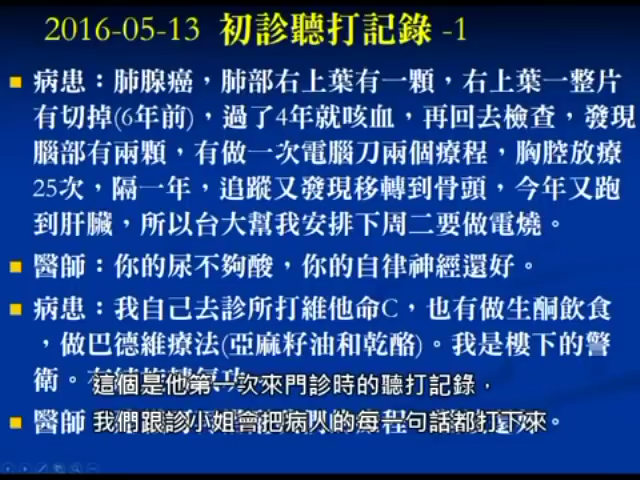 2016-05-13 初診聽打記錄 -1
病患：肺腺癌，肺部右上葉有一顆，右上葉一整片
有切掉(6年前)，過了4年就咳血，再回去檢查，發現
腦部有兩顆，有做一次電腦刀兩個療程，胸腔放療
25次，隔一年，追蹤又發現移轉到骨頭，今年又跑
到肝臟，所以台大幫我安排下周二要做電燒。
醫師：你的尿不夠酸，你的自律神經還好。
病患：我自己去診所打維他命C，也有做生酮飲食
，做巴德維療法(亞麻籽油和乾酪)。我是樓下的警
衛。
這個是他第一次來門診時的聽打記錄，
醫師
我們跟診小姐會把病人的每一句話都打下來